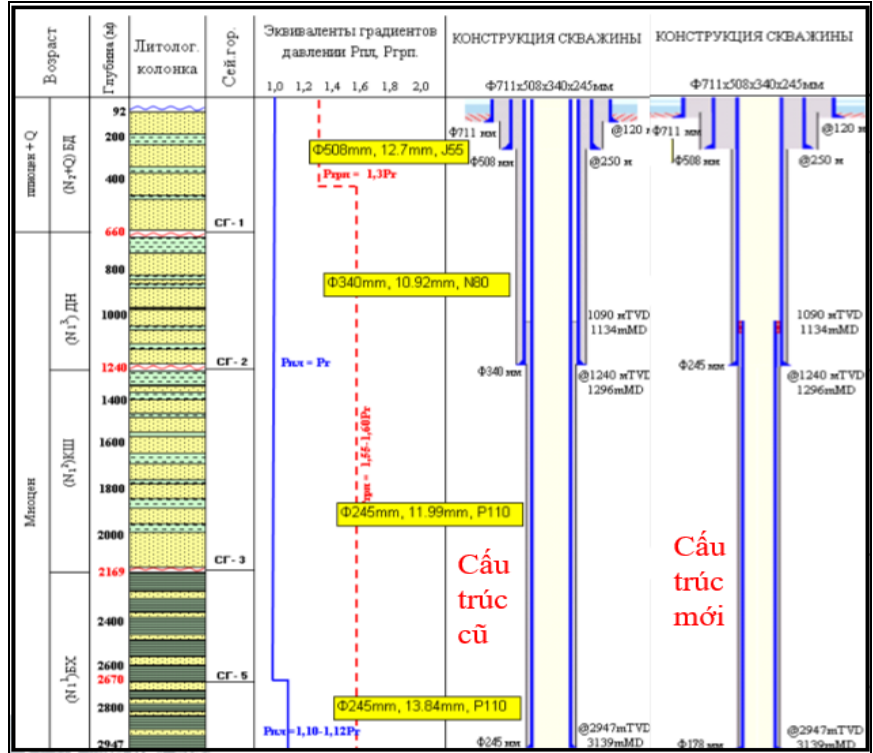 Возраст
Глубина (м)
Литолог.
колонка
Сей.гор.
Эквиваленты градиентов
давлении Рпл, Ргрп.
1,0 1,2 1,4 1,6 1,8 2,0
КОНСТРУКЦИЯ СКВАЖИНЫ
Ф711х508х340х245мм
КОНСТРУКЦИЯ СКВАЖИНЫ
Ф711х508х340х245мм
плиоцен + Q
(N₂+Q) БД
Миоцен
(N₁³) ДН
(N₁²)КШ
(N₁¹)БХ
92
200
400
660
800
1000
1240
1400
1600
1800
2000
2169
2400
2600
2670
2800
2947
СГ- 1
СГ- 2
СГ- 3
СГ- 5
Ф508mm, 12.7mm, J55
Ргрп = 1,3Рг
Ф340mm, 10.92mm, N80
Рпл = Рг
Ргрп = 1,55-1,60Рг
Ф245mm, 11.99mm, P110
Ф245mm, 13.84mm, P110
Рпл=1,10-1,12Рг
Ф711 мм
@120 м
Ф508 мм
@250 м
1090 мTVD
1134mMD
Ф340 мм
@1240 мTVD
1296mMD
Cấu
trúc
cũ
@2947mTVD
3139mMD
Ф245 мм
Ф711 мм
@120 м
Ф508 мм
@250 м
1090 мTVD
1134mMD
Ф245 мм
@1240 мTVD
1296mMD
Cấu
trúc
mới
@2947mTVD
3139mMD
Ф178 мм